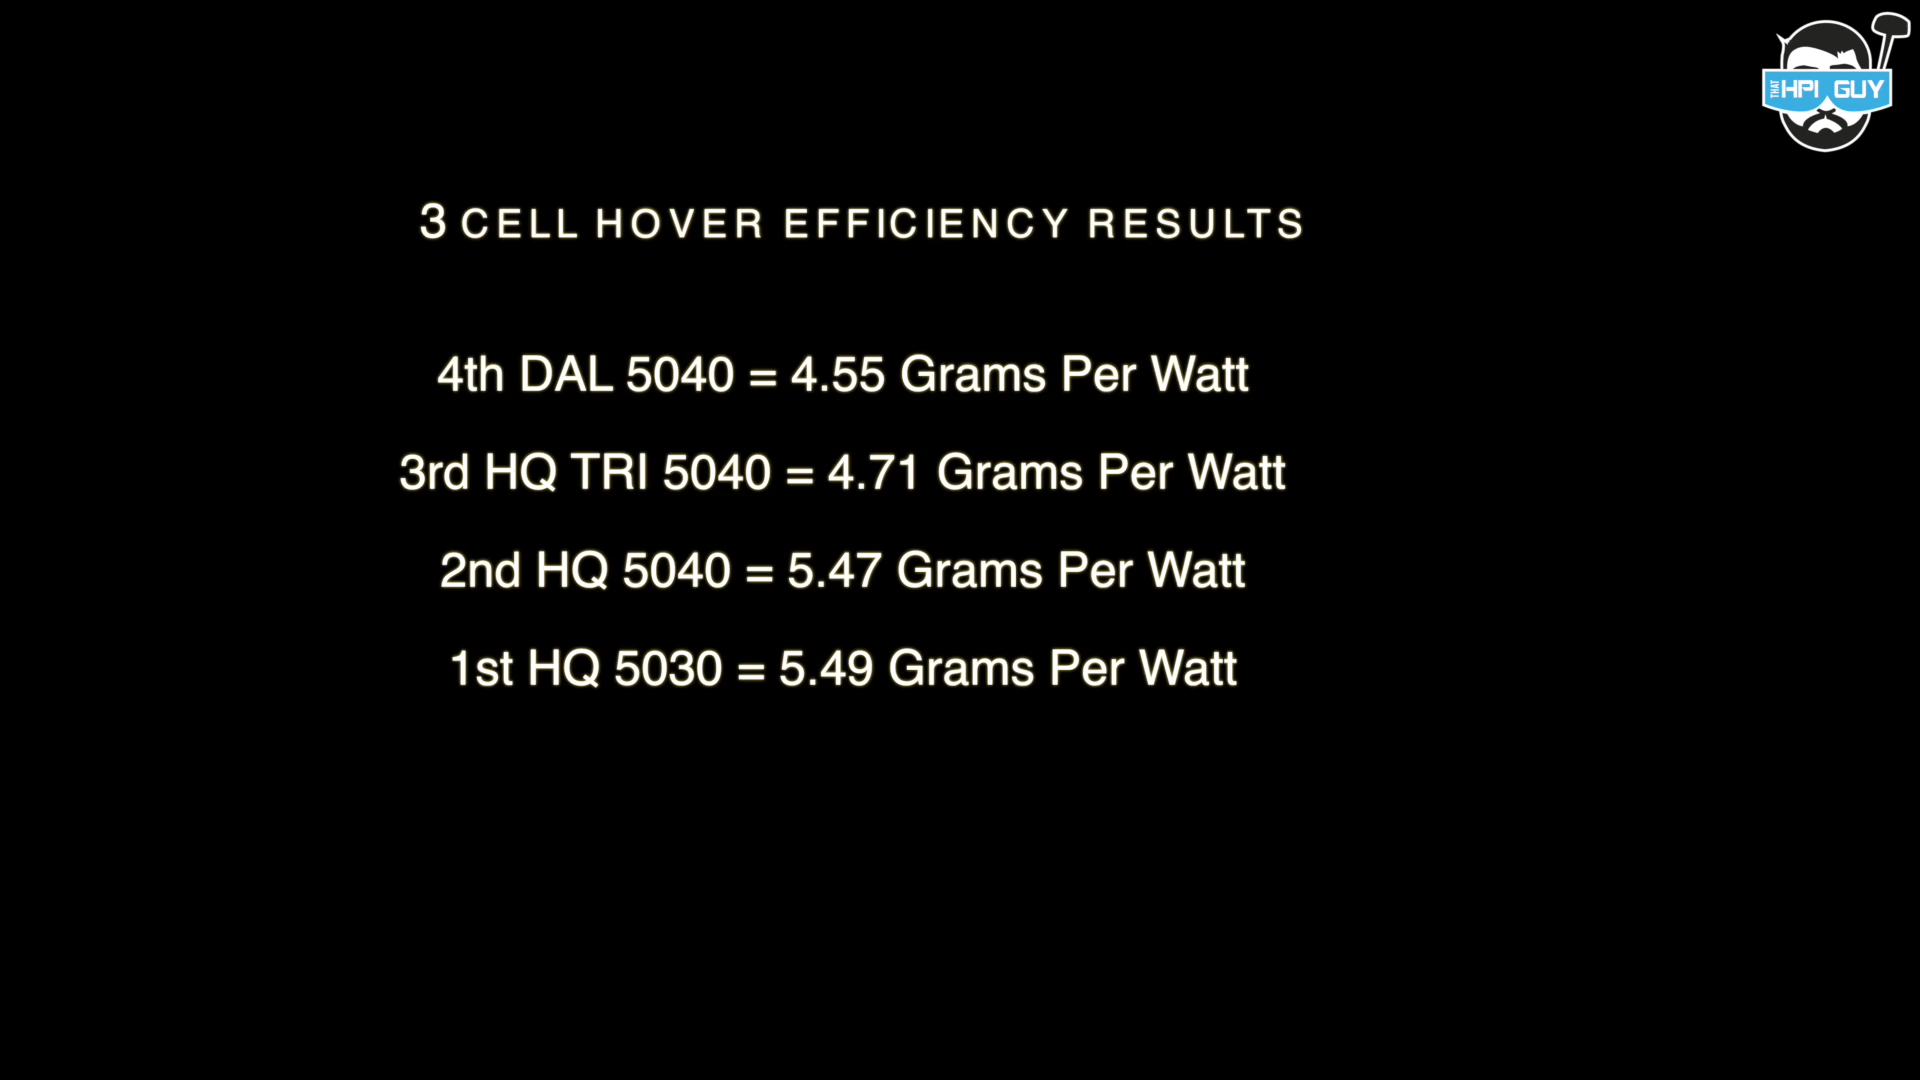 THAT HPI GUY
3 CELL HOVER EFFICIENCY RESULTS
4th DAL 5040 = 4.55 Grams Per Watt
3rd HQ TRI 5040 = 4.71 Grams Per Watt
2nd HQ 5040 = 5.47 Grams Per Watt
1st HQ 5030 = 5.49 Grams Per Watt